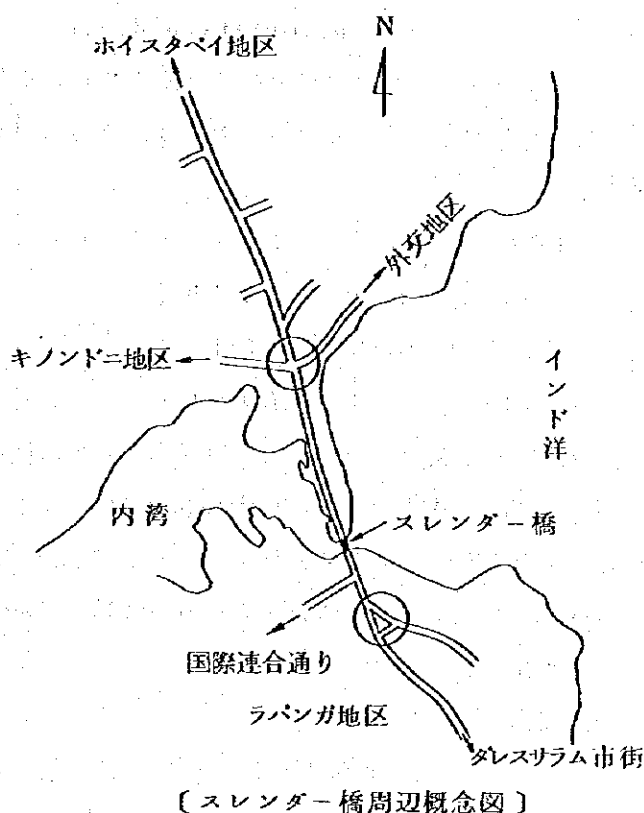 N
ホイスタベイ地区
外交地区
キノンドニ地区
インド洋
内湾
スレンダー橋
国際連合通り
ラパンガ地区
ダレスサラム市街
〔スレンダー橋周辺概念図〕